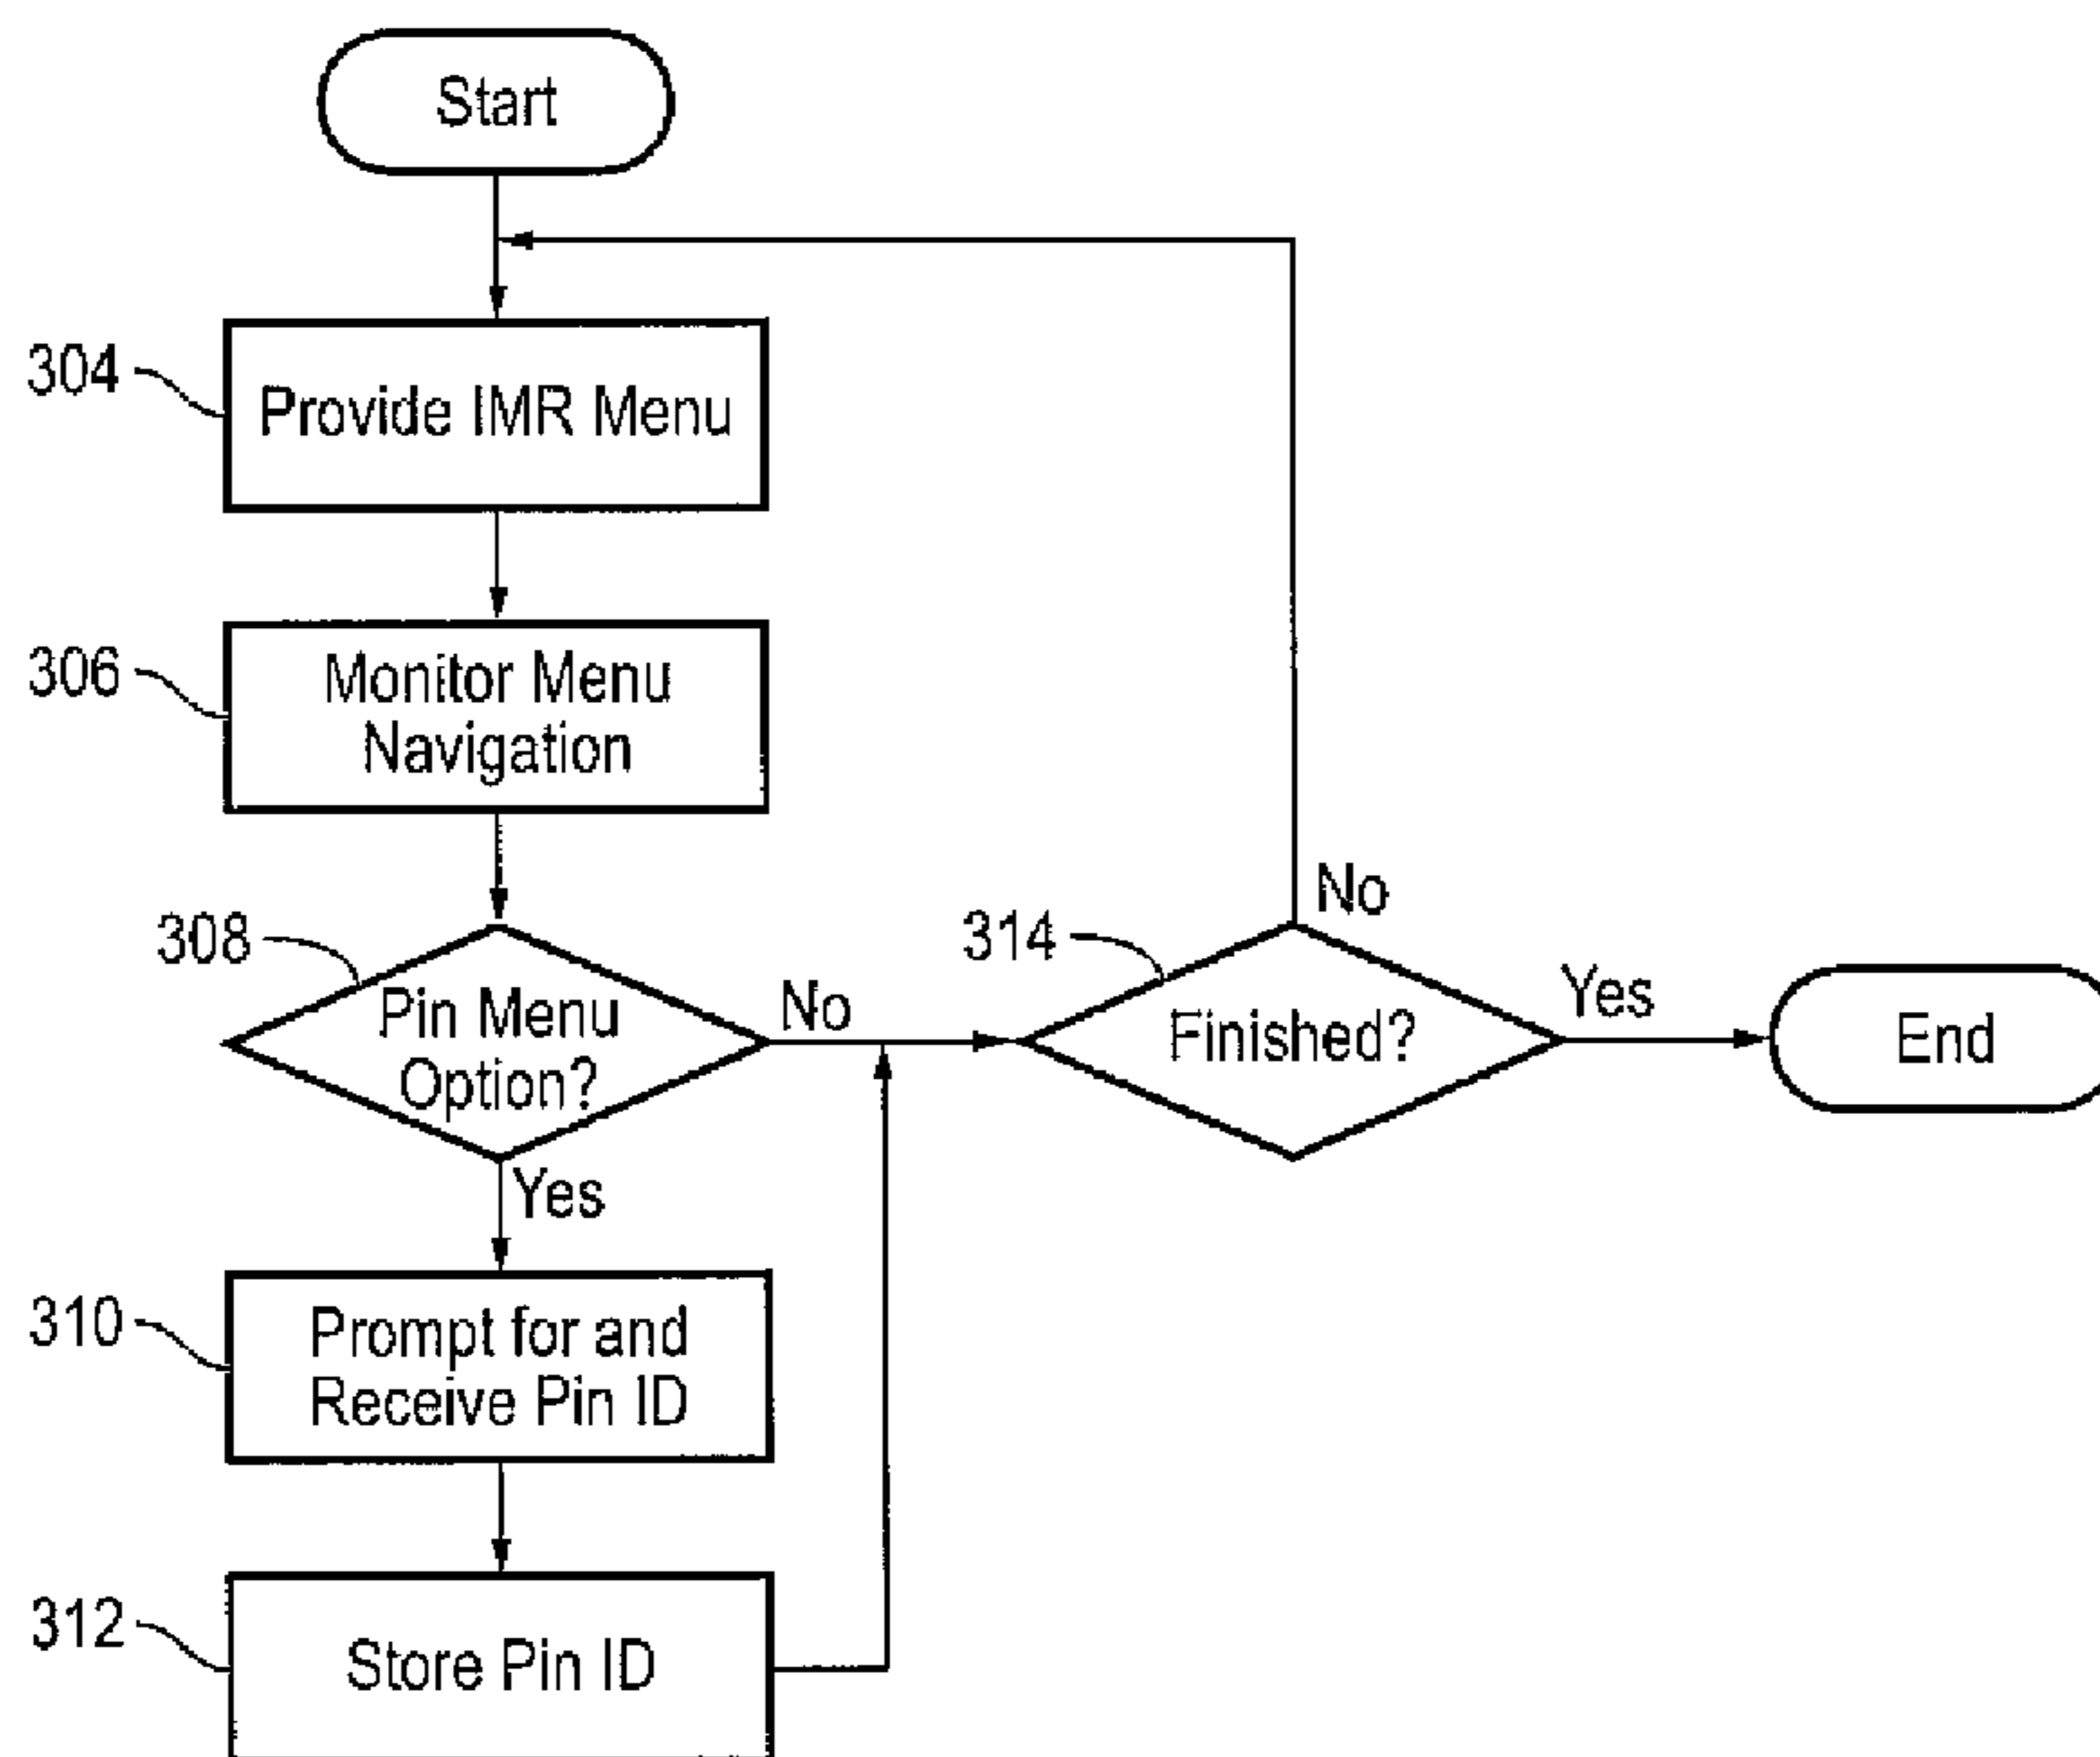 Start
304
Provide IMR Menu
306
Monitor Menu
Navigation
308
Pin Menu
Option?
No
Yes
314
Finished?
No
Yes
End
310
Prompt for and
Receive Pin ID
312
Store Pin ID